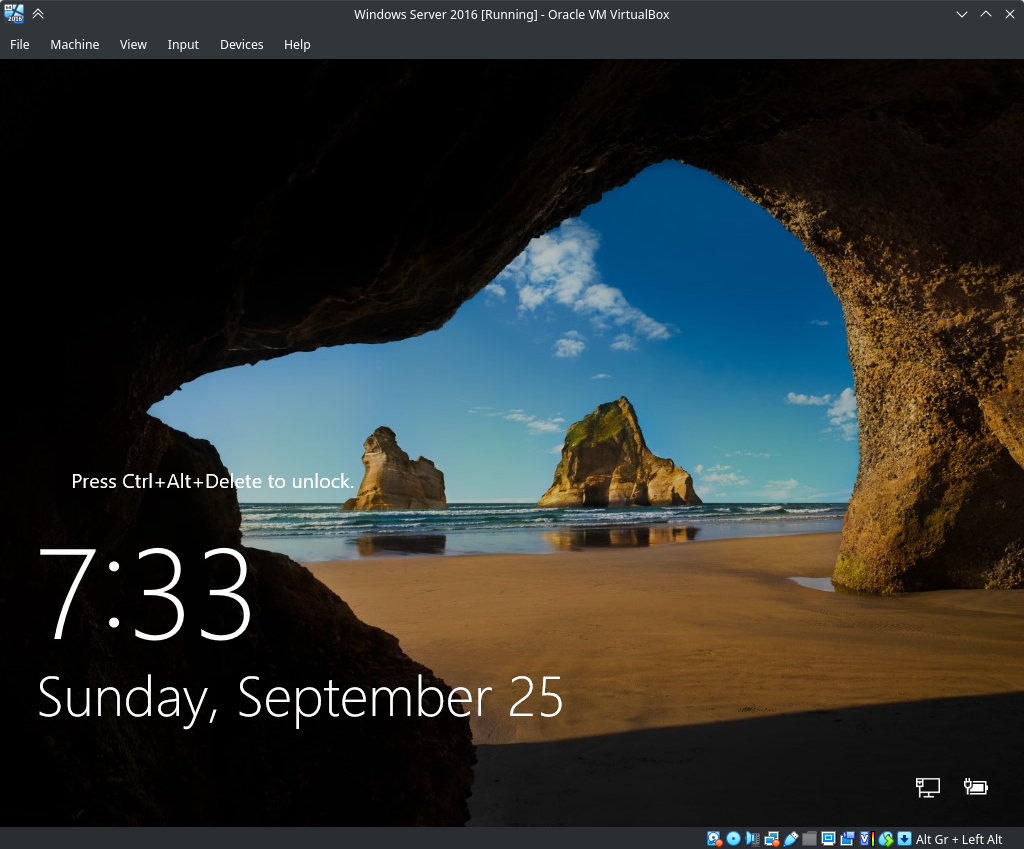 Windows Server 2016 [Running] - Oracle VM VirtualBox
File Machine View Input Devices Help
Press Ctrl+Alt+Delete to unlock.
7:33
Sunday, September 25
Alt Gr + Left Alt